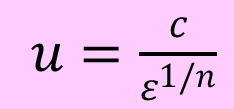 u = c / ε^{1/n}